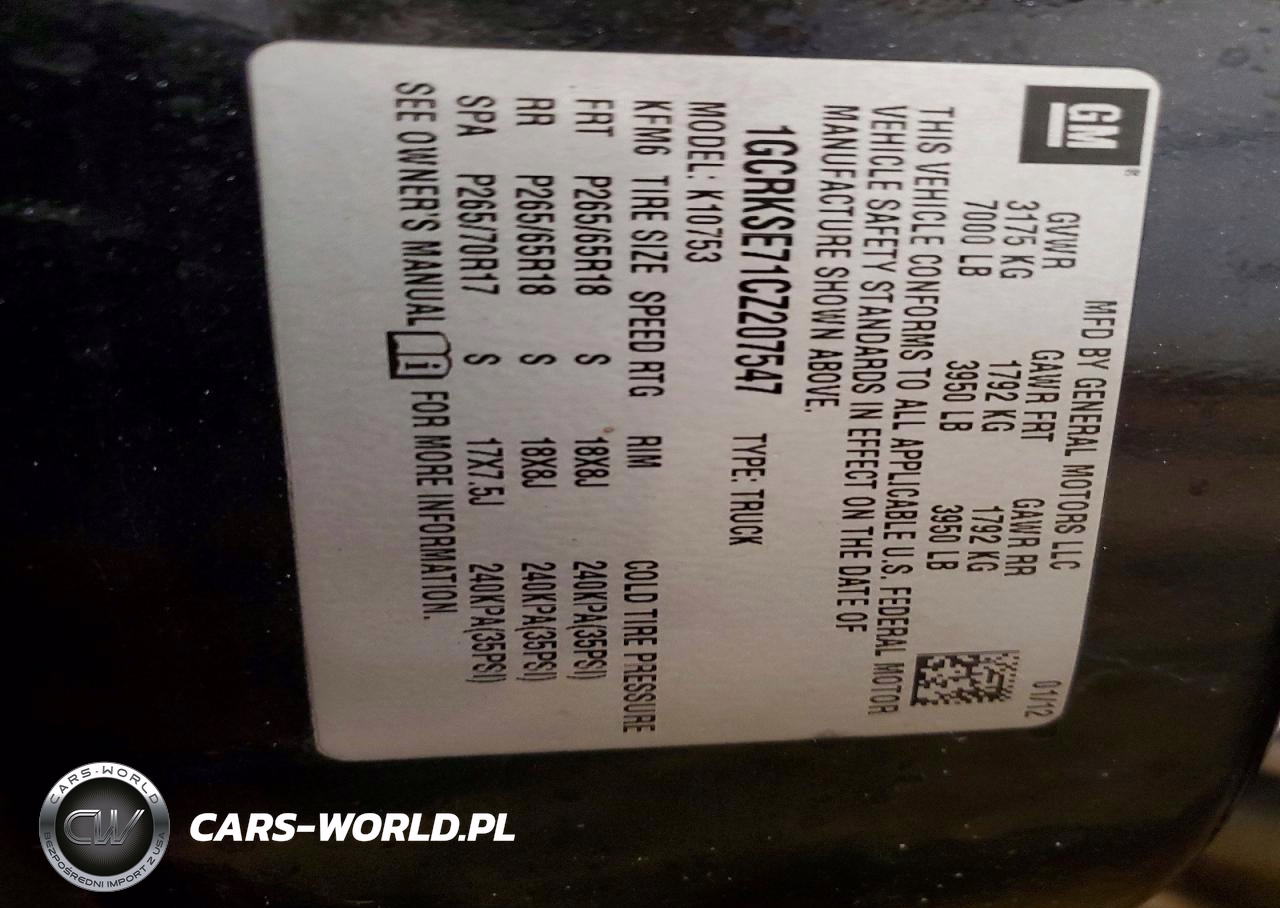 GM®
MFD BY GENERAL MOTORS LLC 01/12
GVWR GAWR FRT GAWR RR
3175 KG 1792 KG 1792 KG
7000 LB 3950 LB 3950 LB
THIS VEHICLE CONFORMS TO ALL APPLICABLE U.S. FEDERAL MOTOR
VEHICLE SAFETY STANDARDS IN EFFECT ON THE DATE OF
MANUFACTURE SHOWN ABOVE.
1GCRKSE71CZ207547 TYPE: TRUCK
MODEL: K10753
KFM6 TIRE SIZE SPEED RTG RIM COLD TIRE PRESSURE
FRT P265/65R18 S 18X8J 240KPA(35PSI)
RR P265/65R18 S 18X8J 240KPA(35PSI)
SPA P265/70R17 S 17X7.5J 240KPA(35PSI)
SEE OWNER'S MANUAL i FOR MORE INFORMATION.
CARS-WORLD
CW
BEZPOŚREDNI IMPORT Z USA
CARS-WORLD.PL